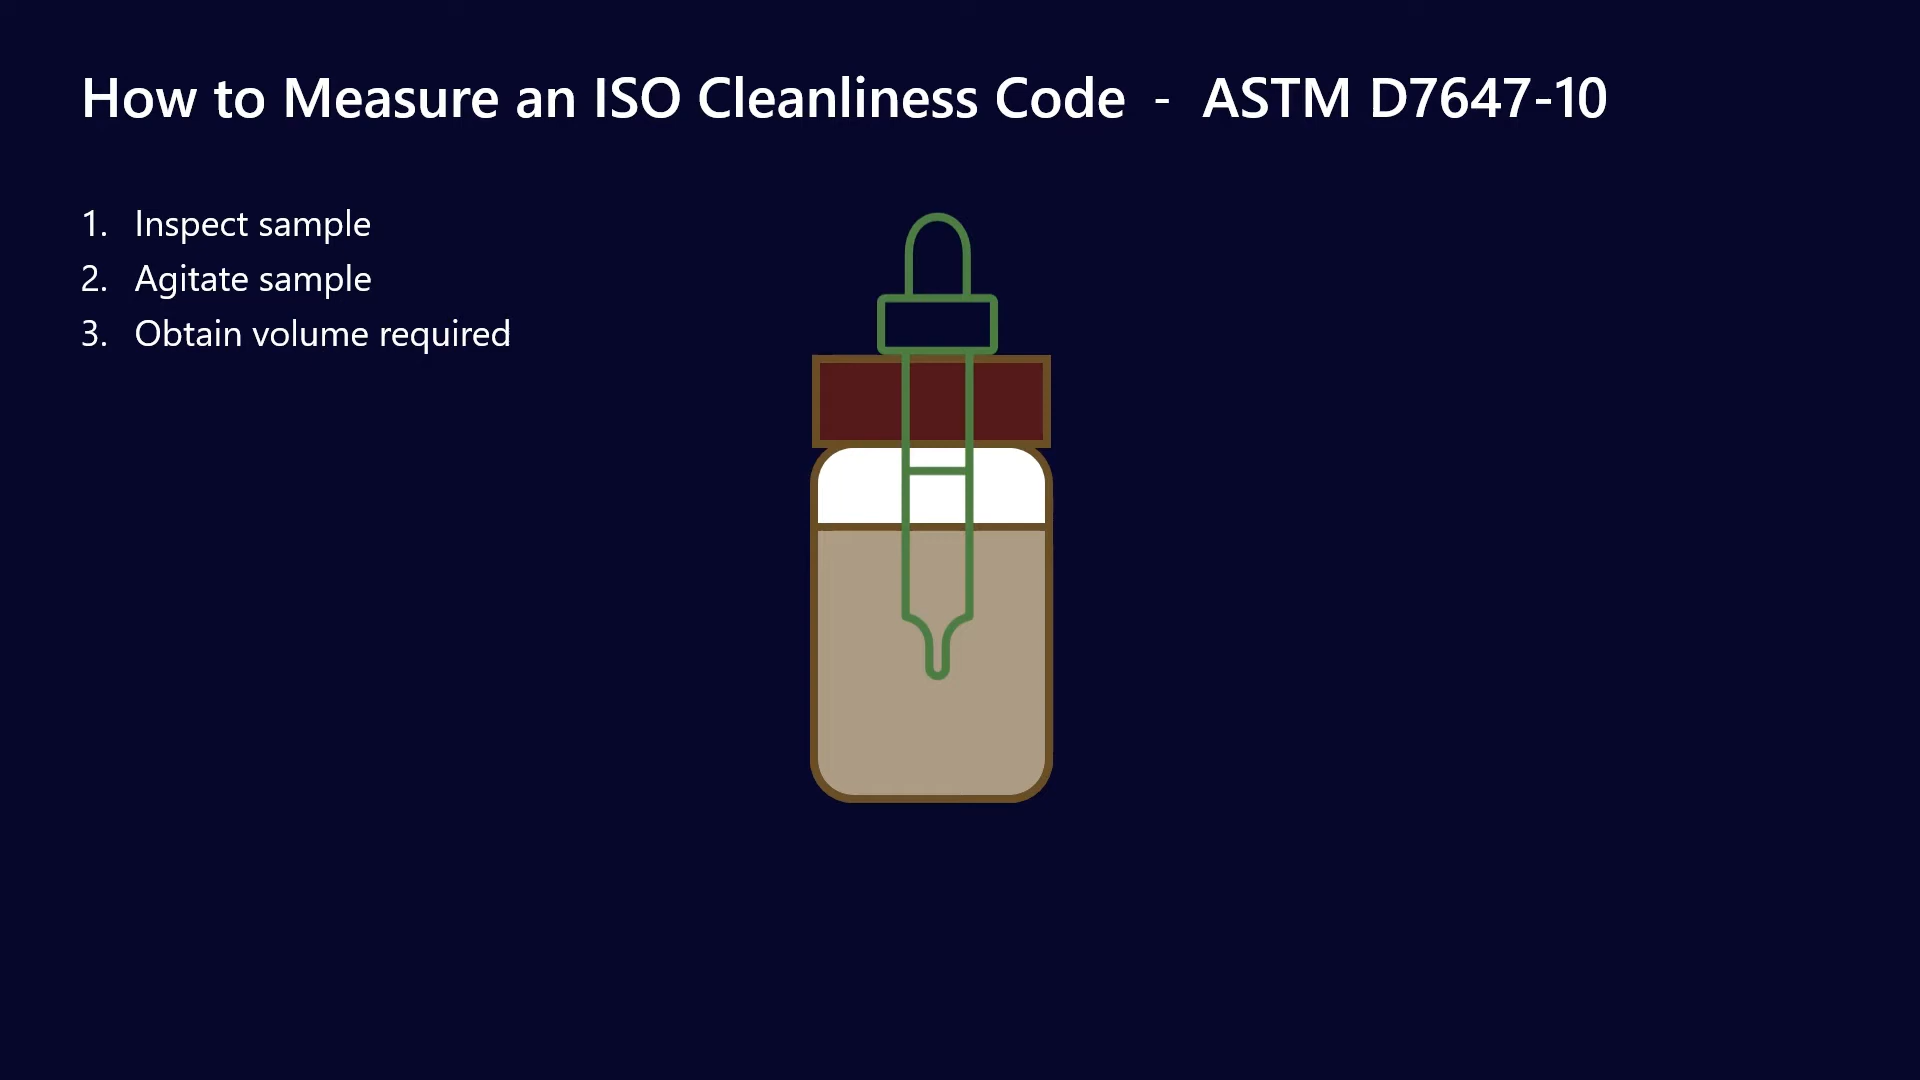 How to Measure an ISO Cleanliness Code - ASTM D7647-10
1. Inspect sample
2. Agitate sample
3. Obtain volume required